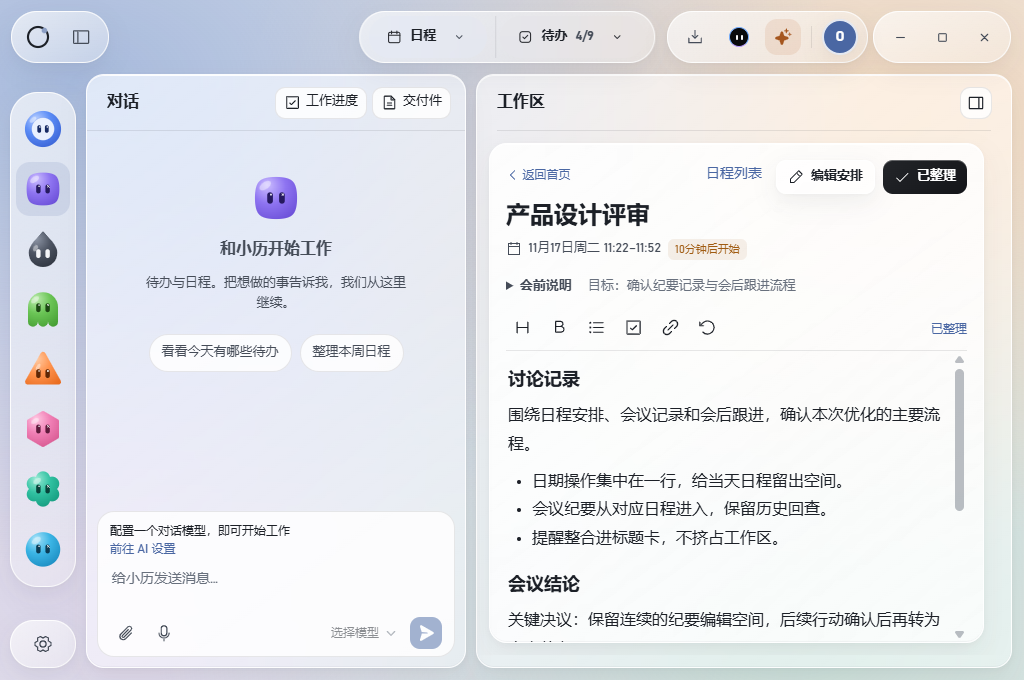 日程
待办 4/9
O
对话
工作进度
交付件
和小历开始工作
待办与日程。把想做的事告诉我，我们从这里
继续。
看看今天有哪些待办
整理本周日程
配置一个对话模型，即可开始工作
前往 AI 设置
给小历发送消息...
选择模型
工作区
返回首页
日程列表
编辑安排
已整理
产品设计评审
11月17日周二 11:22–11:52
10分钟后开始
会前说明 目标：确认纪要记录与会后跟进流程
H B
已整理
讨论记录
围绕日程安排、会议记录和会后跟进，确认本次优化的主要流
程。
• 日期操作集中在一行，给当天日程留出空间。
• 会议纪要从对应日程进入，保留历史回查。
• 提醒整合进标题卡，不挤占工作区。
会议结论
关键决议：保留连续的纪要编辑空间，后续行动确认后再转为